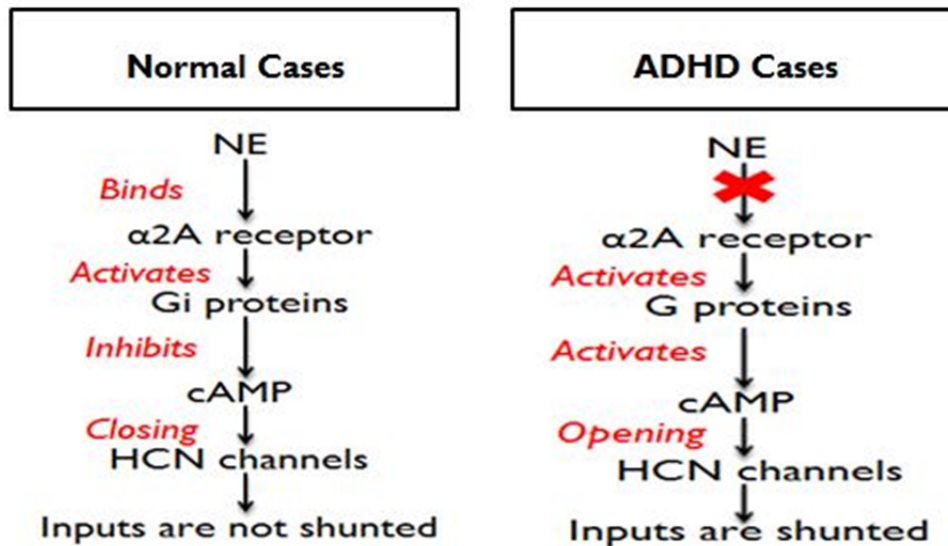 Normal Cases
NE
Binds
α2A receptor
Activates
Gi proteins
Inhibits
cAMP
Closing
HCN channels
Inputs are not shunted
ADHD Cases
NE
α2A receptor
Activates
G proteins
Activates
cAMP
Opening
HCN channels
Inputs are shunted